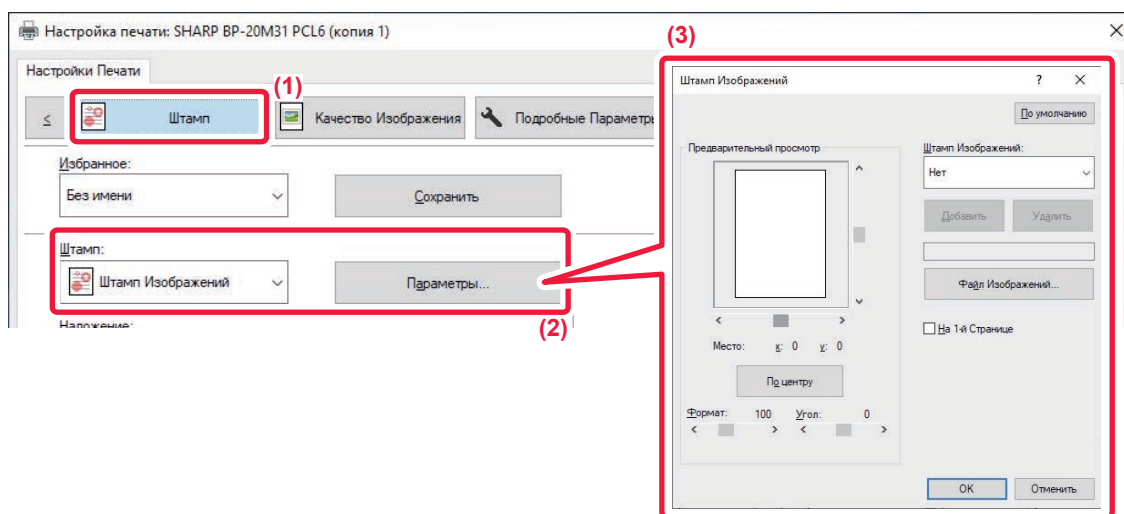 Настройка печати: SHARP BP-20M31 PCL6 (копия 1)
Настройки Печати
(1)
≤ Штамп Качество Изображения Подробные Параметры
Избранное:
Без имени Сохранить
Штамп:
Штамп Изображений Параметры...
(2)
Наложение:
(3)
Штамп Изображений ?
По умолчанию
Предварительный просмотр
Штамп Изображений:
Нет
Добавить Удалить
Файл Изображений...
На 1-й Странице
Место: x: 0 y: 0
По центру
Формат: 100 Угол: 0
OK Отменить